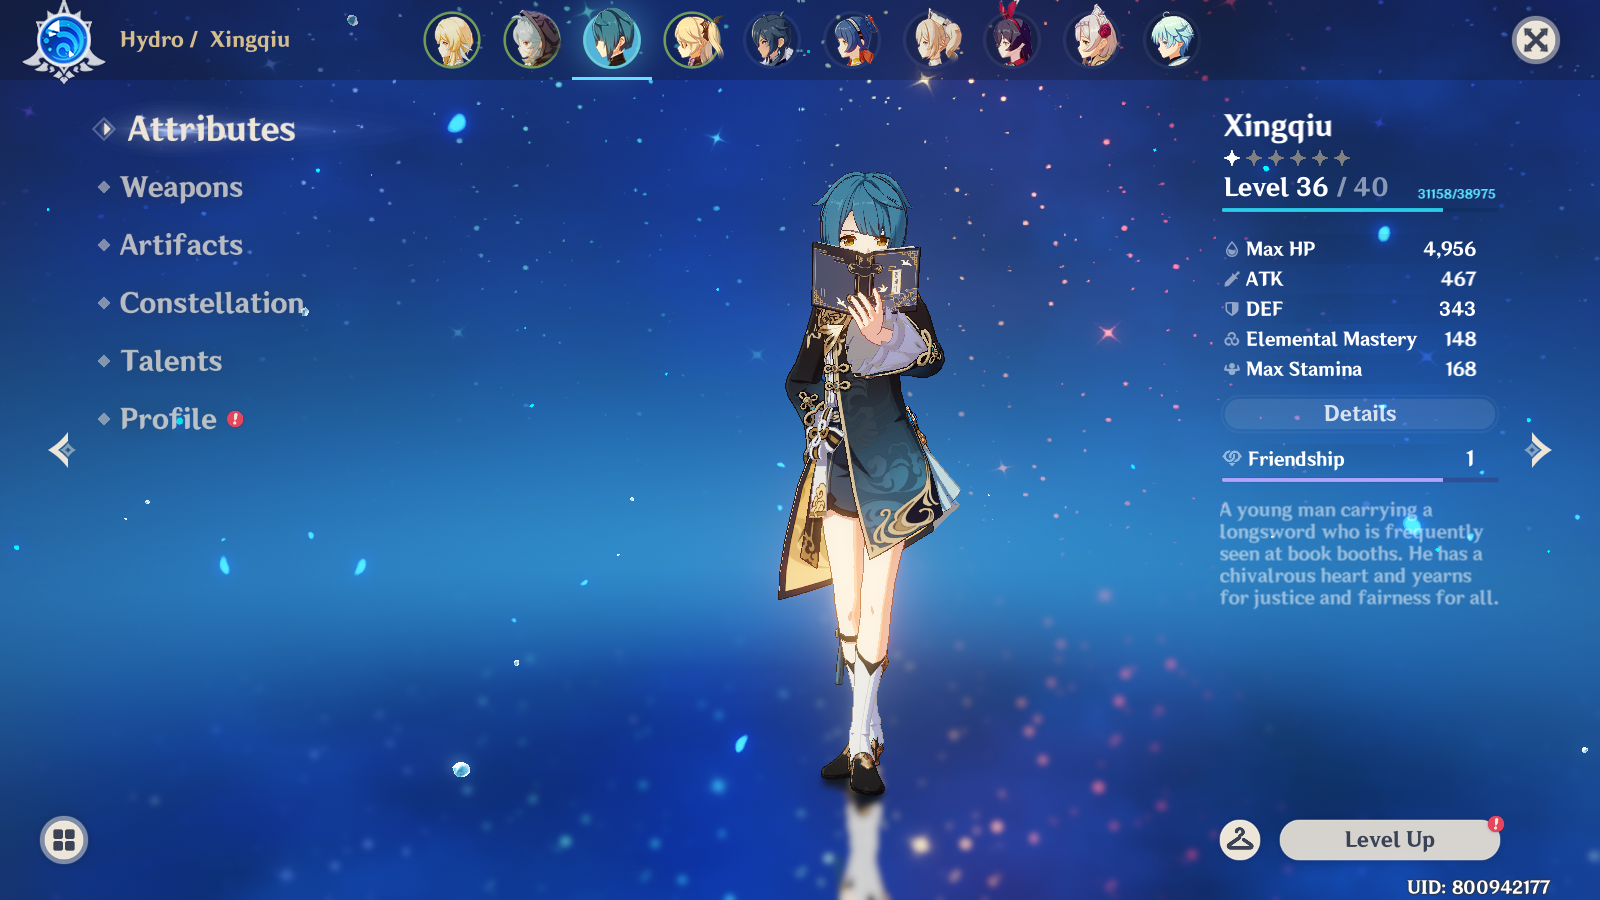 Hydro / Xingqiu
Attributes
Weapons
Artifacts
Constellation
Talents
Profile
Xingqiu
Level 36 / 40 31158/38975
Max HP 4,956
ATK 467
DEF 343
Elemental Mastery 148
Max Stamina 168
Details
Friendship 1
A young man carrying a
longsword who is frequently
seen at book booths. He has a
chivalrous heart and yearns
for justice and fairness for all.
Level Up
UID: 800942177